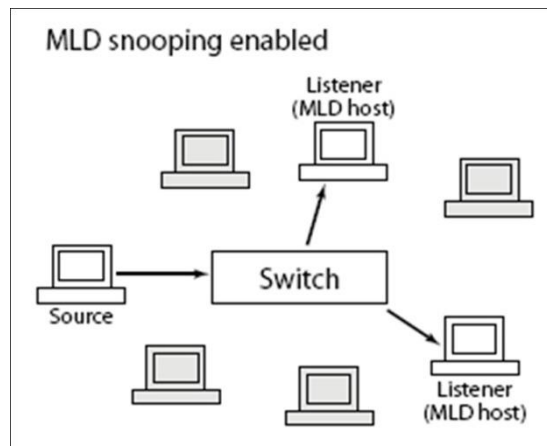 MLD snooping enabled
Listener
(MLD host)
Switch
Source
Listener
(MLD host)